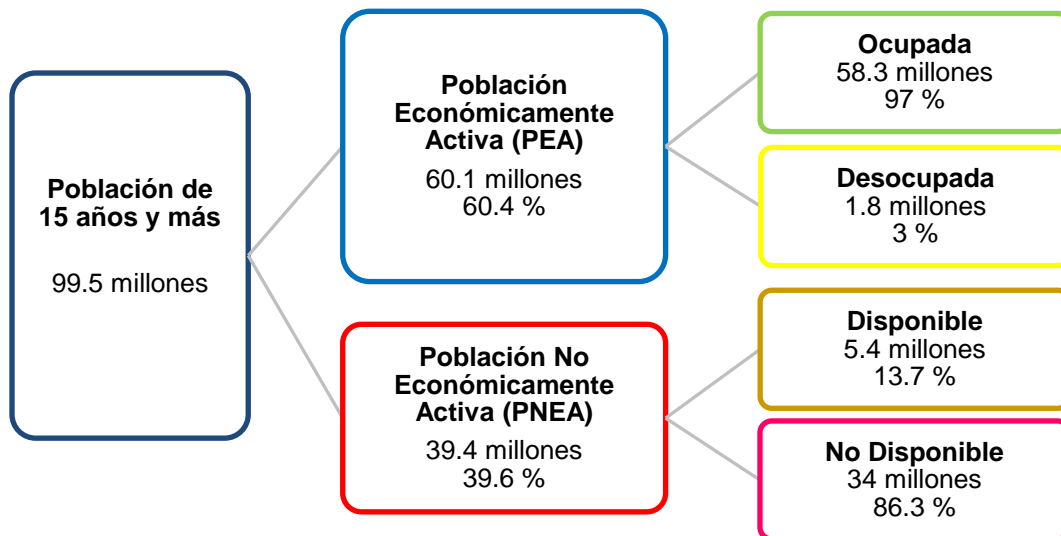 Población de
15 años y más
99.5 millones
Población
Económicamente
Activa (PEA)
60.1 millones
60.4 %
Ocupada
58.3 millones
97 %
Desocupada
1.8 millones
3 %
Población No
Económicamente
Activa (PNEA)
39.4 millones
39.6 %
Disponible
5.4 millones
13.7 %
No Disponible
34 millones
86.3 %